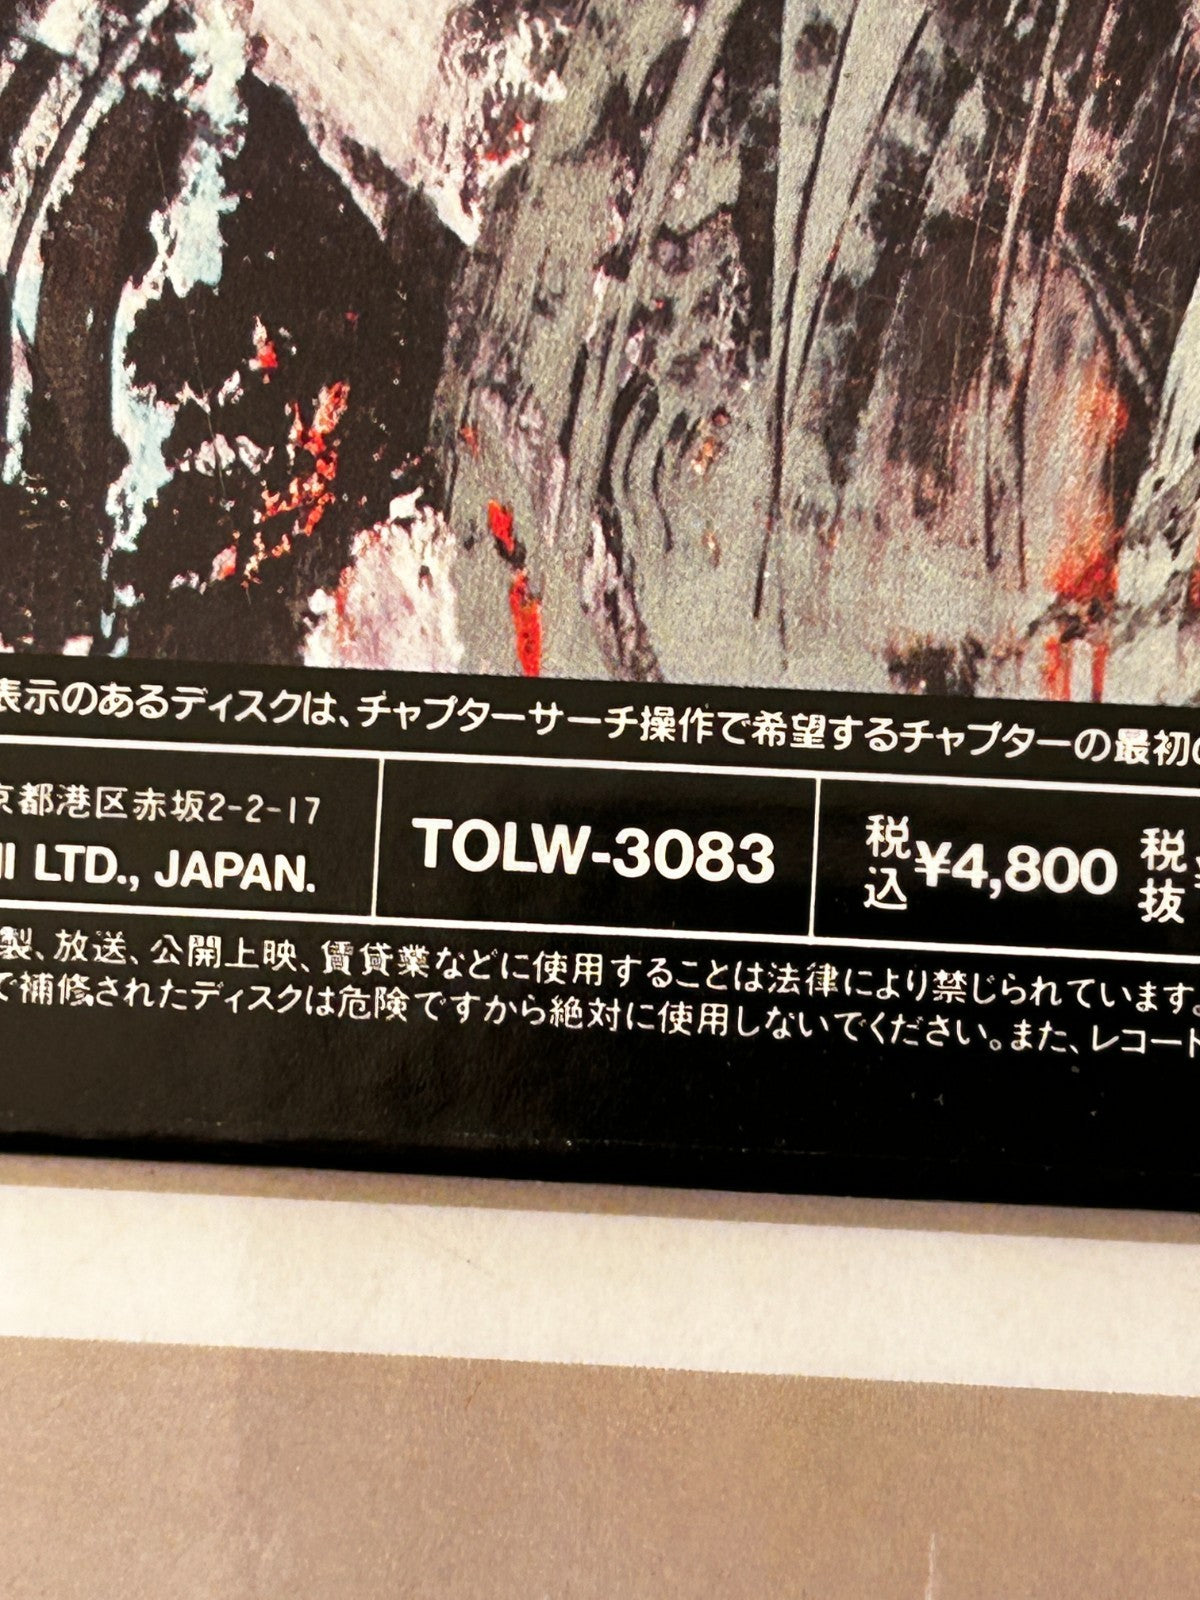 表示のあるディスクは、チャプターサーチ操作で希望するチャプターの最初
京都港区赤坂2-2-17
LTD., JAPAN.
TOLW-3083
税込¥4,800 税抜
製、放送、公開上映、賃貸業などに使用することは法律により禁じられています。
で補修されたディスクは危険ですから絶対に使用しないでください。また、レコート